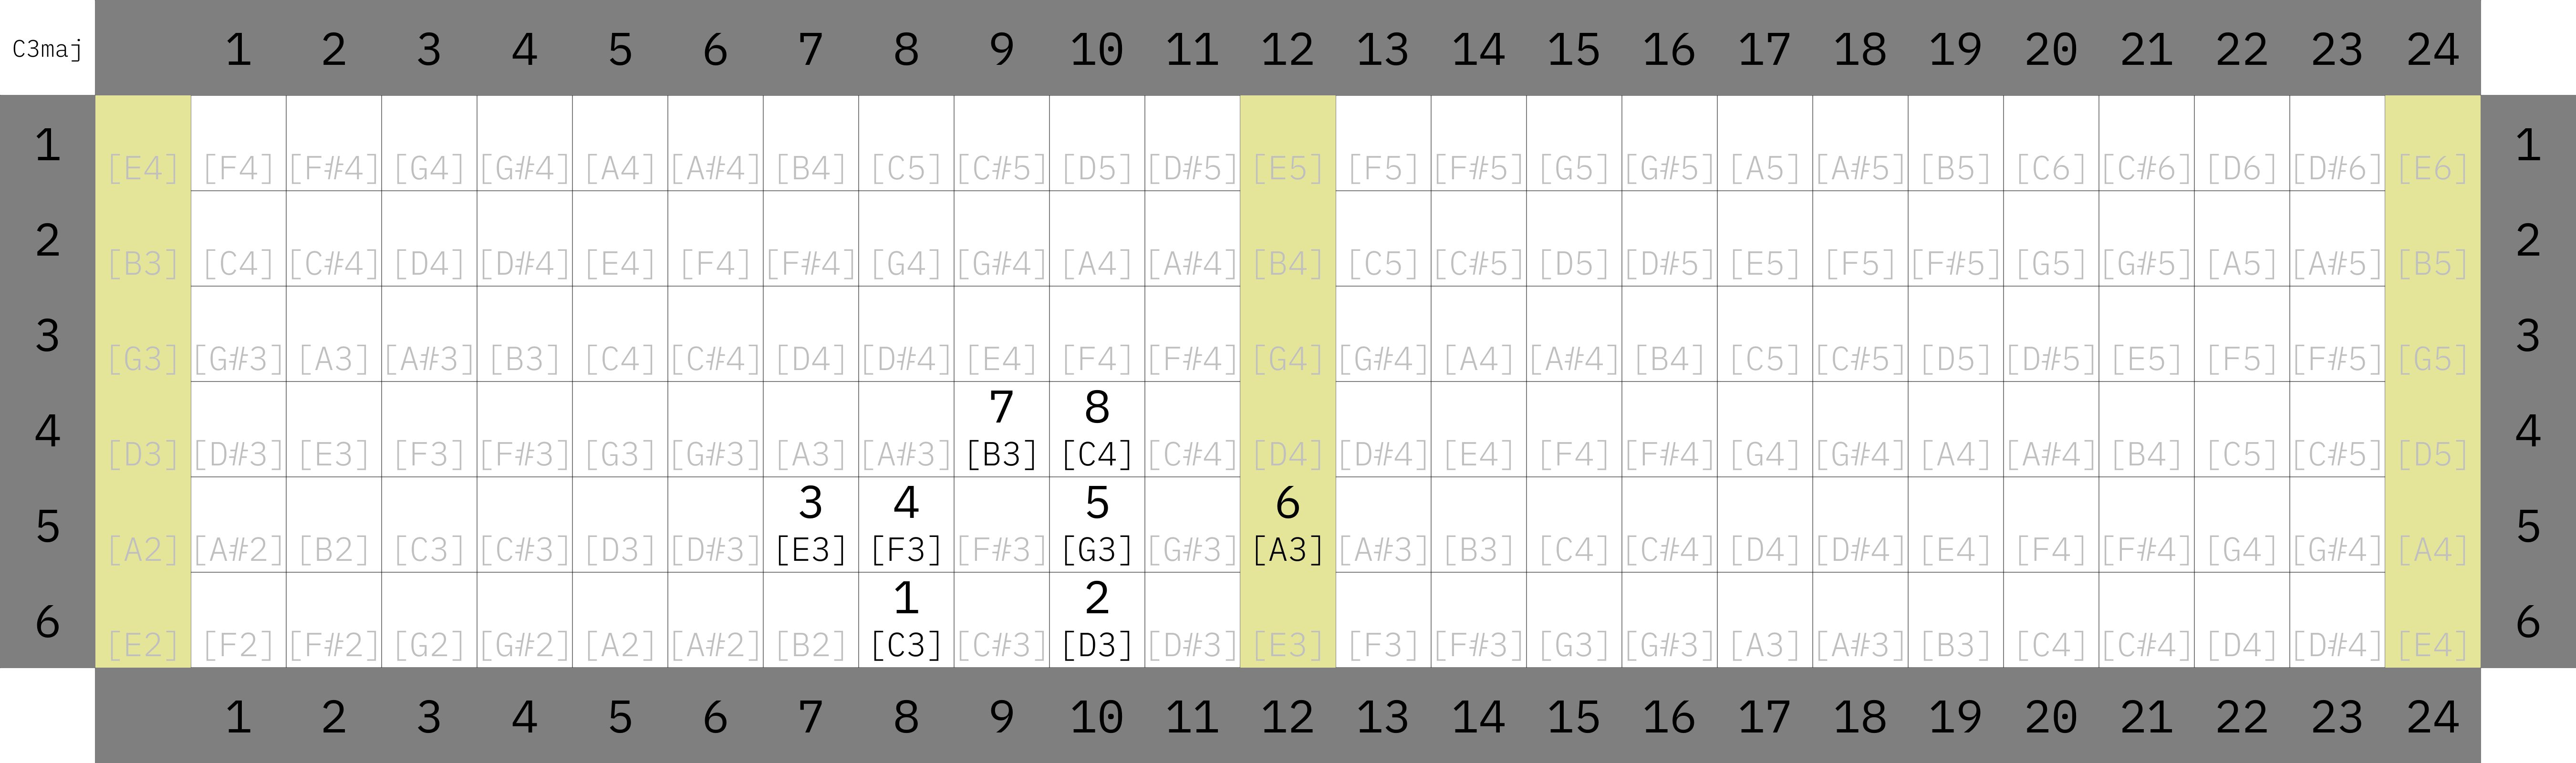 C3maj 1 2 3 4 5 6 7 8 9 10 11 12 13 14 15 16 17 18 19 20 21 22 23 24
1 [E4] [F4] [F#4] [G4] [G#4] [A4] [A#4] [B4] [C5] [C#5] [D5] [D#5] [E5] [F5] [F#5] [G5] [G#5] [A5] [A#5] [B5] [C6] [C#6] [D6] [D#6] [E6] 1
2 [B3] [C4] [C#4] [D4] [D#4] [E4] [F4] [F#4] [G4] [G#4] [A4] [A#4] [B4] [C5] [C#5] [D5] [D#5] [E5] [F5] [F#5] [G5] [G#5] [A5] [A#5] [B5] 2
3 [G3] [G#3] [A3] [A#3] [B3] [C4] [C#4] [D4] [D#4] [E4] [F4] [F#4] [G4] [G#4] [A4] [A#4] [B4] [C5] [C#5] [D5] [D#5] [E5] [F5] [F#5] [G5] 3
7 8
4 [D3] [D#3] [E3] [F3] [F#3] [G3] [G#3] [A3] [A#3] [B3] [C4] [C#4] [D4] [D#4] [E4] [F4] [F#4] [G4] [G#4] [A4] [A#4] [B4] [C5] [C#5] [D5] 4
3 4 5 6
5 [A2] [A#2] [B2] [C3] [C#3] [D3] [D#3] [E3] [F3] [F#3] [G3] [G#3] [A3] [A#3] [B3] [C4] [C#4] [D4] [D#4] [E4] [F4] [F#4] [G4] [G#4] [A4] 5
1 2
6 [E2] [F2] [F#2] [G2] [G#2] [A2] [A#2] [B2] [C3] [C#3] [D3] [D#3] [E3] [F3] [F#3] [G3] [G#3] [A3] [A#3] [B3] [C4] [C#4] [D4] [D#4] [E4] 6
1 2 3 4 5 6 7 8 9 10 11 12 13 14 15 16 17 18 19 20 21 22 23 24